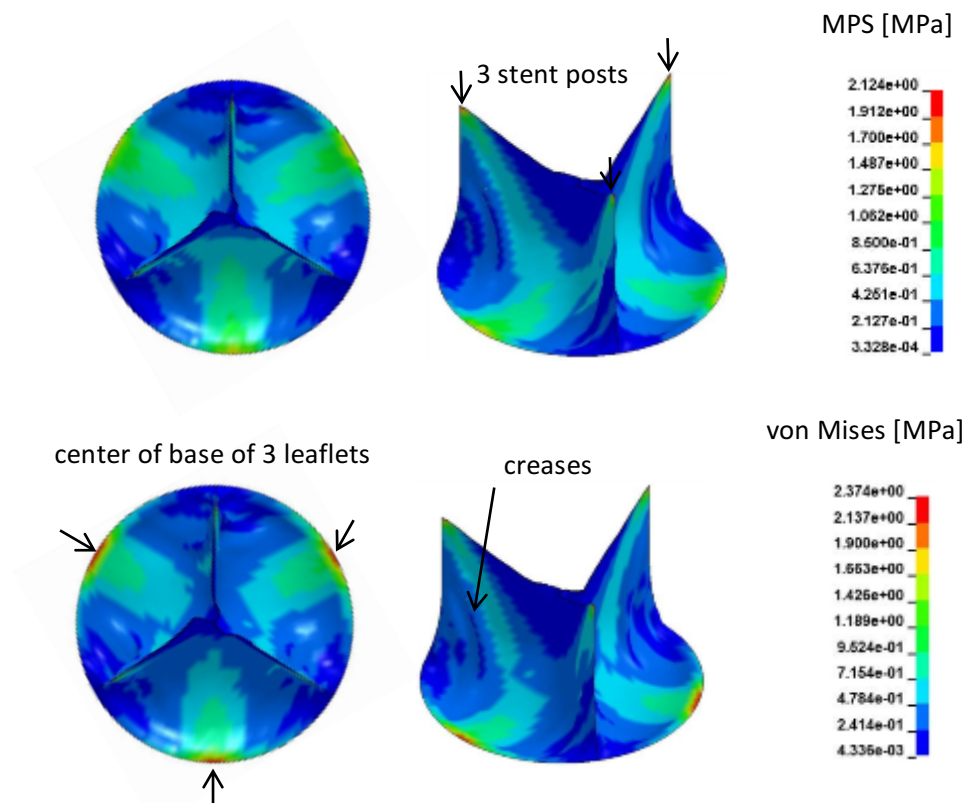 MPS [MPa]
3 stent posts
2.124e+00
1.912e+00
1.700e+00
1.487e+00
1.275e+00
1.062e+00
8.500e-01
6.375e-01
4.251e-01
2.127e-01
3.328e-04
von Mises [MPa]
center of base of 3 leaflets
creases
2.374e+00
2.137e+00
1.900e+00
1.663e+00
1.426e+00
1.189e+00
9.524e-01
7.154e-01
4.784e-01
2.414e-01
4.336e-03